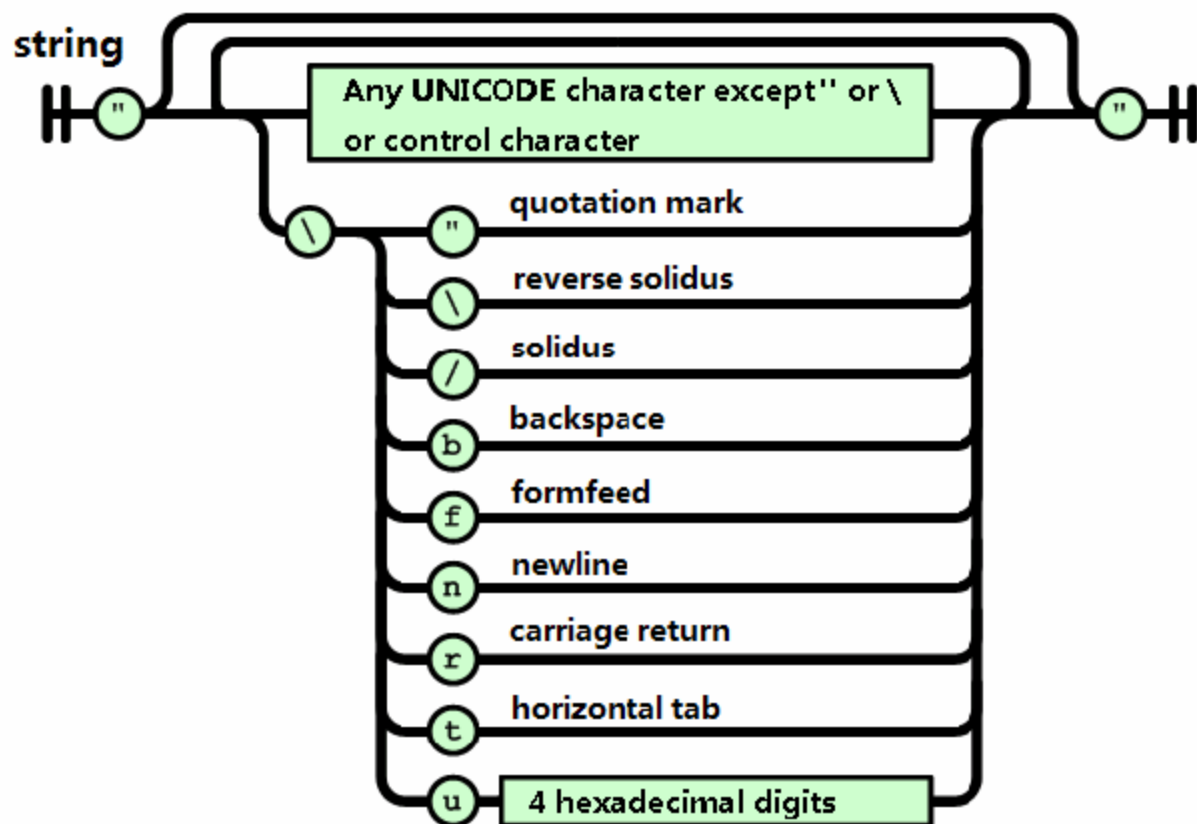 string
"
Any UNICODE character except" or \
or control character
"
\
" quotation mark
\ reverse solidus
/ solidus
b backspace
f formfeed
n newline
r carriage return
t horizontal tab
u 4 hexadecimal digits